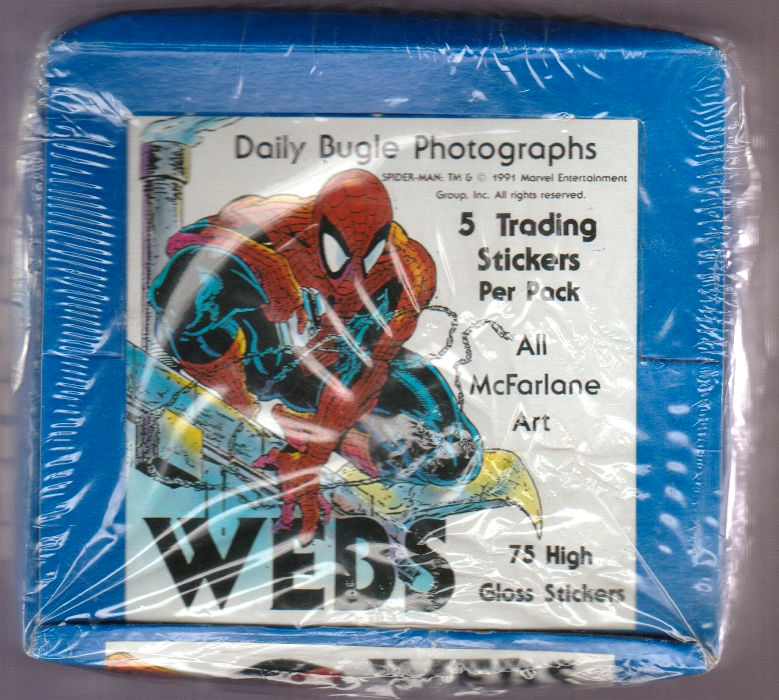 Daily Bugle Photographs
SPIDER-MAN: TM & © 1991 Marvel Entertainment
Group, Inc. All rights reserved.
5 Trading
Stickers
Per Pack
All
McFarlane
Art
WEBS
75 High
Gloss Stickers